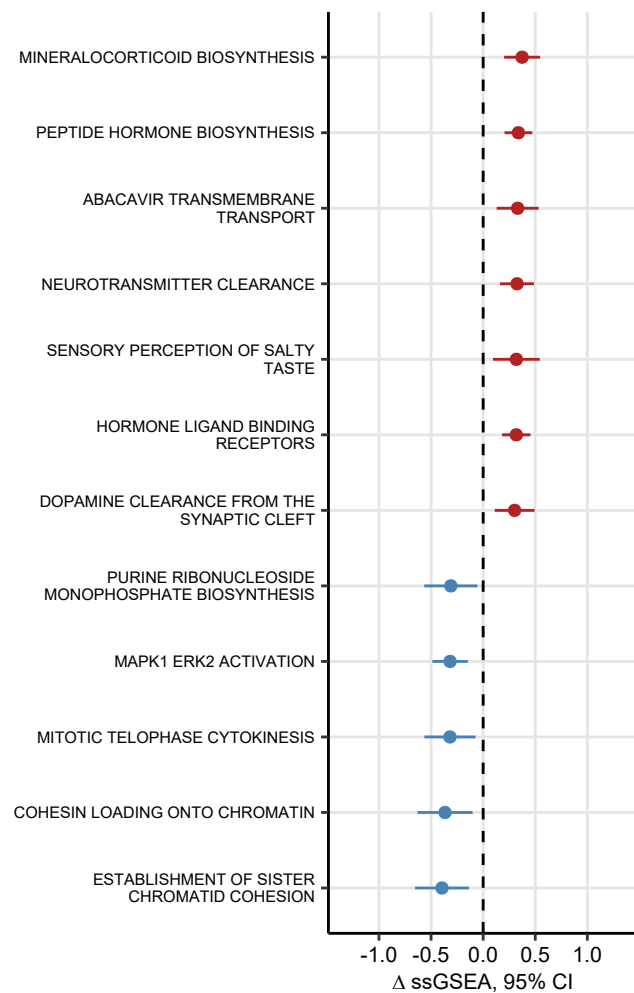 MINERALOCORTICOID BIOSYNTHESIS
PEPTIDE HORMONE BIOSYNTHESIS
ABACAVIR TRANSMEMBRANE
TRANSPORT
NEUROTRANSMITTER CLEARANCE
SENSORY PERCEPTION OF SALTY
TASTE
HORMONE LIGAND BINDING
RECEPTORS
DOPAMINE CLEARANCE FROM THE
SYNAPTIC CLEFT
PURINE RIBONUCLEOSIDE
MONOPHOSPHATE BIOSYNTHESIS
MAPK1 ERK2 ACTIVATION
MITOTIC TELOPHASE CYTOKINESIS
COHESIN LOADING ONTO CHROMATIN
ESTABLISHMENT OF SISTER
CHROMATID COHESION
-1.0 -0.5 0.0 0.5 1.0
Δ ssGSEA, 95% CI